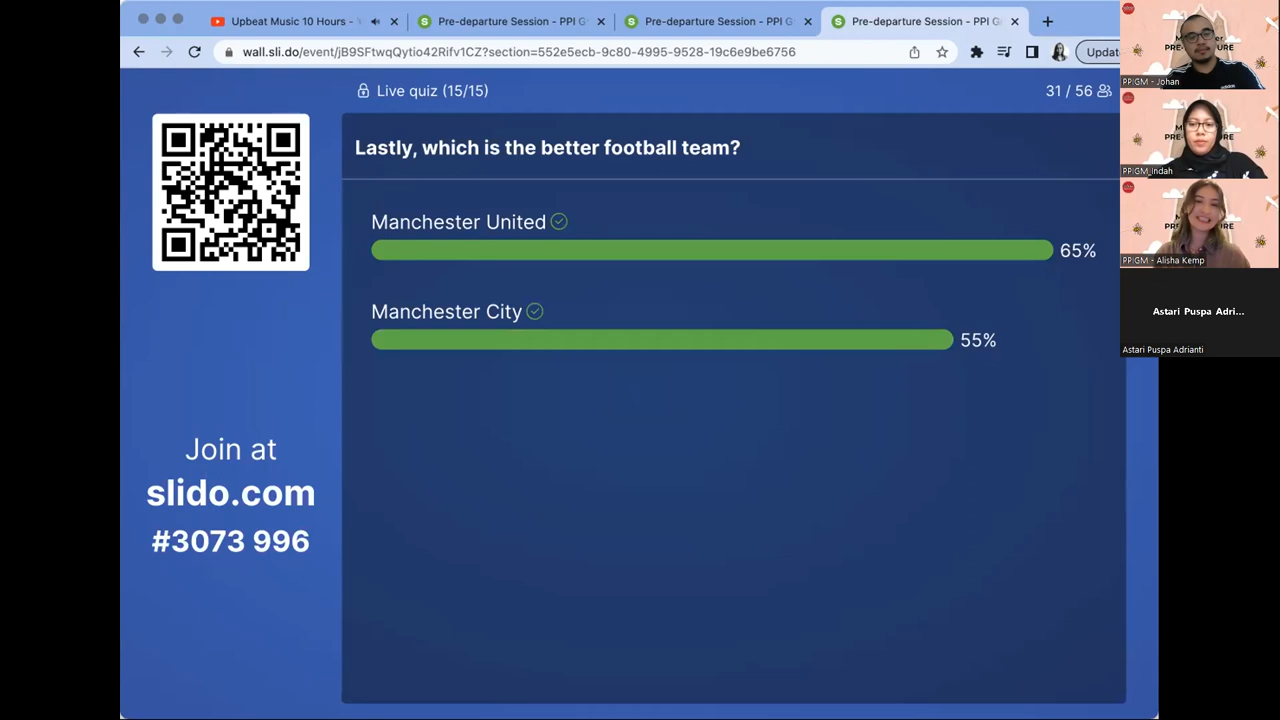 Upbeat Music 10 Hours -
Pre-departure Session - PPI G
Pre-departure Session - PPI G
Pre-departure Session - PPI G
wall.sli.do/event/jB9SFtwqQytio42Rifv1CZ?section=552e5ecb-9c80-4995-9528-19c6e9be6756
Updat
Live quiz (15/15)
31 / 56
Lastly, which is the better football team?
Manchester United
65%
Manchester City
55%
Join at
slido.com
#3073 996
PPIGM - Johan
PPIGM_Indah
PPIGM - Alisha Kemp
Astari Puspa Adri...
Astari Puspa Adrianti